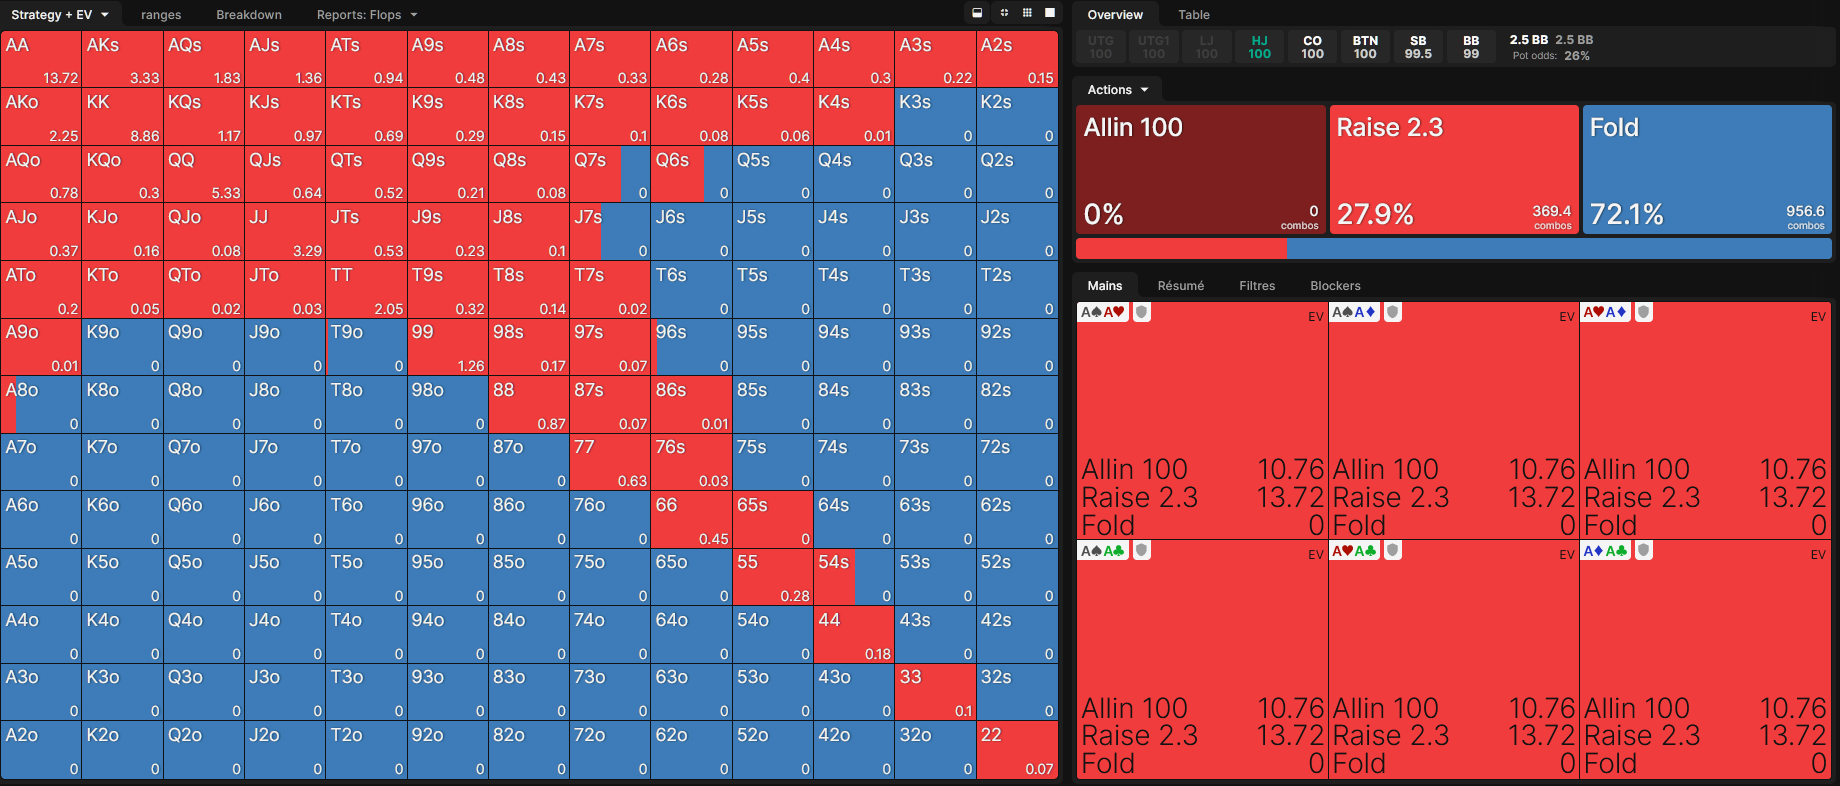 Strategy + EV ranges Breakdown Reports: Flops
AA AKs AQs AJs ATs A9s A8s A7s A6s A5s A4s A3s A2s
13.72 3.33 1.83 1.36 0.94 0.48 0.43 0.33 0.28 0.4 0.3 0.22 0.15
AKo KK KQs KJs KTs K9s K8s K7s K6s K5s K4s K3s K2s
2.25 8.86 1.17 0.97 0.69 0.29 0.15 0.1 0.08 0.06 0.01 0 0
AQo KQo QQ QJs QTs Q9s Q8s Q7s Q6s Q5s Q4s Q3s Q2s
0.78 0.3 5.33 0.64 0.52 0.21 0.08 0 0 0 0 0 0
AJo KJo QJo JJ JTs J9s J8s J7s J6s J5s J4s J3s J2s
0.37 0.16 0.08 3.29 0.53 0.23 0.1 0 0 0 0 0 0
ATo KTo QTo JTo TT T9s T8s T7s T6s T5s T4s T3s T2s
0.2 0.05 0.02 0.03 2.05 0.32 0.14 0.02 0 0 0 0 0
A9o K9o Q9o J9o T9o 99 98s 97s 96s 95s 94s 93s 92s
0.01 0 0 0 0 1.26 0.17 0.07 0 0 0 0 0
A8o K8o Q8o J8o T8o 98o 88 87s 86s 85s 84s 83s 82s
0 0 0 0 0 0 0.87 0.07 0.01 0 0 0 0
A7o K7o Q7o J7o T7o 97o 87o 77 76s 75s 74s 73s 72s
0 0 0 0 0 0 0 0.63 0.03 0 0 0 0
A6o K6o Q6o J6o T6o 96o 86o 76o 66 65s 64s 63s 62s
0 0 0 0 0 0 0 0 0.45 0 0 0 0
A5o K5o Q5o J5o T5o 95o 85o 75o 65o 55 54s 53s 52s
0 0 0 0 0 0 0 0 0 0.28 0 0 0
A4o K4o Q4o J4o T4o 94o 84o 74o 64o 54o 44 43s 42s
0 0 0 0 0 0 0 0 0 0 0.18 0 0
A3o K3o Q3o J3o T3o 93o 83o 73o 63o 53o 43o 33 32s
0 0 0 0 0 0 0 0 0 0 0 0.1 0
A2o K2o Q2o J2o T2o 92o 82o 72o 62o 52o 42o 32o 22
0 0 0 0 0 0 0 0 0 0 0 0 0.07
Overview Table
UTG UTG1 LJ HJ CO BTN SB BB 2.5 BB 2.5 BB
100 100 100 100 100 100 99.5 99 Pot odds: 26%
Actions
Allin 100 Raise 2.3 Fold
0% 0 combos 27.9% 369.4 combos 72.1% 956.6 combos
Mains Résumé Filtres Blockers
A♠A♥ EV A♠A♦ EV A♥A♦ EV
Allin 100 10.76 Allin 100 10.76 Allin 100 10.76
Raise 2.3 13.72 Raise 2.3 13.72 Raise 2.3 13.72
Fold 0 Fold 0 Fold 0
A♠A♣ EV A♥A♣ EV A♦A♣ EV
Allin 100 10.76 Allin 100 10.76 Allin 100 10.76
Raise 2.3 13.72 Raise 2.3 13.72 Raise 2.3 13.72
Fold 0 Fold 0 Fold 0